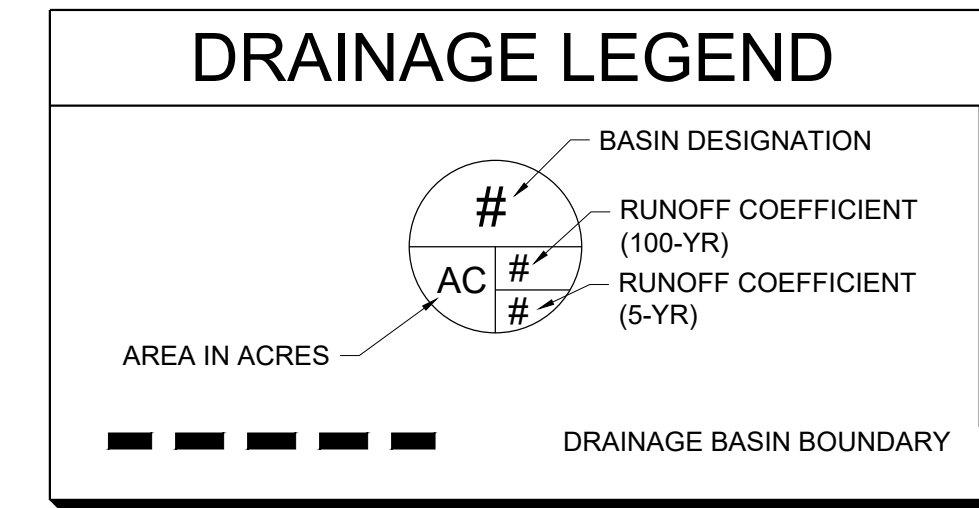 DRAINAGE LEGEND
BASIN DESIGNATION
#
RUNOFF COEFFICIENT
(100-YR)
AC
#
RUNOFF COEFFICIENT
(5-YR)
#
AREA IN ACRES
DRAINAGE BASIN BOUNDARY